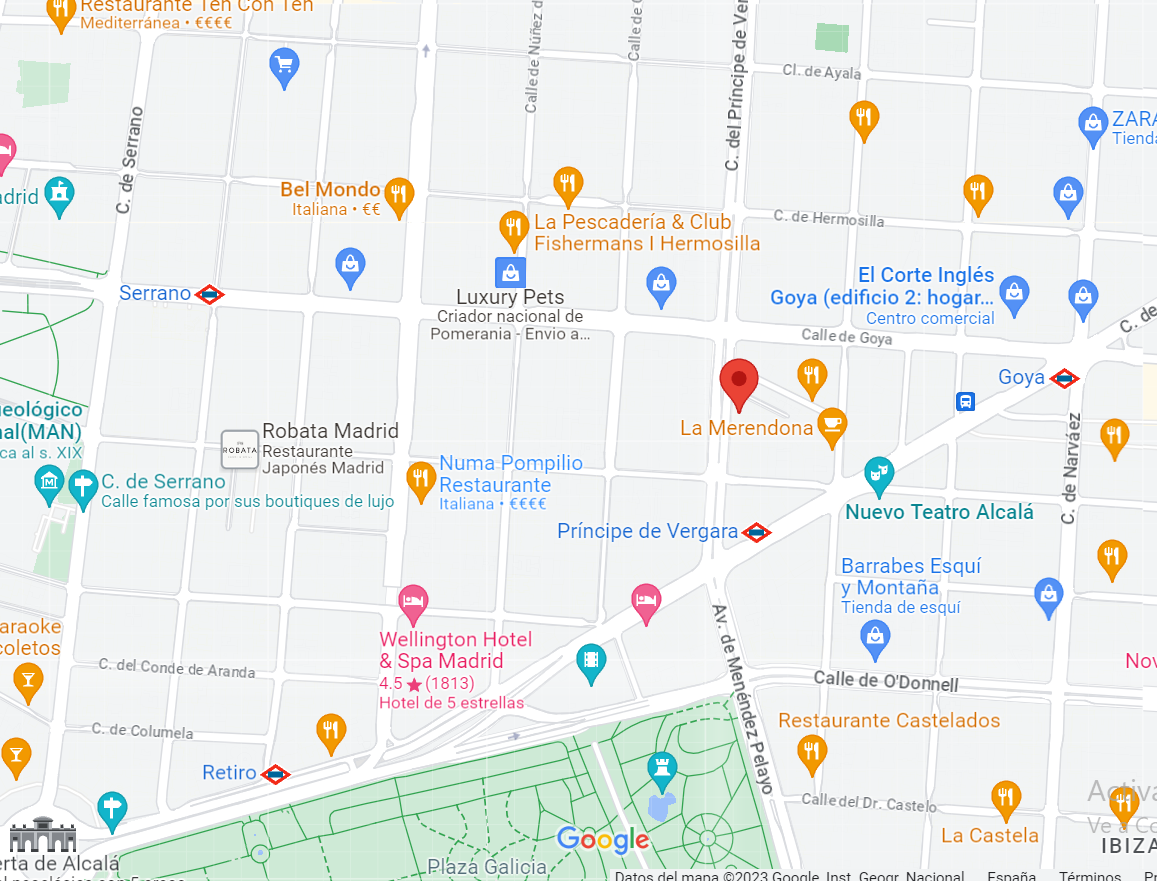 Restaurante Ten Con Ten
Mediterránea • €€€€
Calle de Núñez d
Calle de
C. del Príncipe de Ver
Cl. de Ayala
C. de Serrano
ZARA
Tienda
adrid
Bel Mondo
Italiana • €€
La Pescadería & Club
Fishermans I Hermosilla
C. de Hermosilla
El Corte Inglés
Goya (edificio 2: hogar...
Centro comercial
Serrano
Luxury Pets
Criador nacional de
Pomerania - Envio a...
Calle de Goya
C. de
Goya
La Merendona
ueológico
nal(MAN)
ca al s. XIX
Robata Madrid
Restaurante
Japonés Madrid
ROBATA
C. de Serrano
Calle famosa por sus boutiques de lujo
Numa Pompilio
Restaurante
Italiana • €€€€
C. de Narváez
Príncipe de Vergara
Nuevo Teatro Alcalá
Barrabes Esquí
y Montaña
Tienda de esquí
araoke
coletos
Wellington Hotel
& Spa Madrid
4.5 ★ (1813)
Hotel de 5 estrellas
Av. de Menéndez Pelayo
Nov
C. del Conde de Aranda
Calle de O'Donnell
C. de Columela
Restaurante Castelados
Retiro
Calle del Dr. Castelo
Activa
Ve a Co
La Castela
IBIZA
Google
erta de Alcalá
Plaza Galicia
Datos del mapa ©2023 Google, Inst. Geogr. Nacional
España
Términos